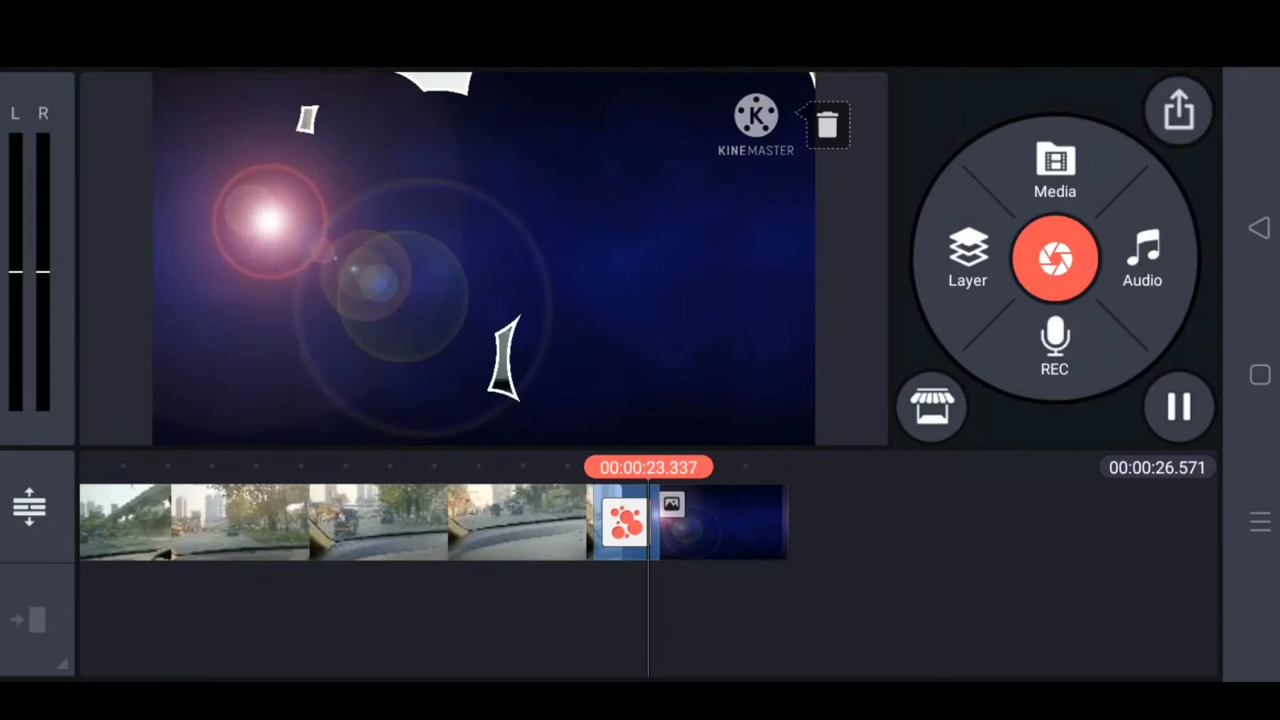 L R
K
KINEMASTER
Media
Layer
Audio
REC
00:00:23.337
00:00:26.571